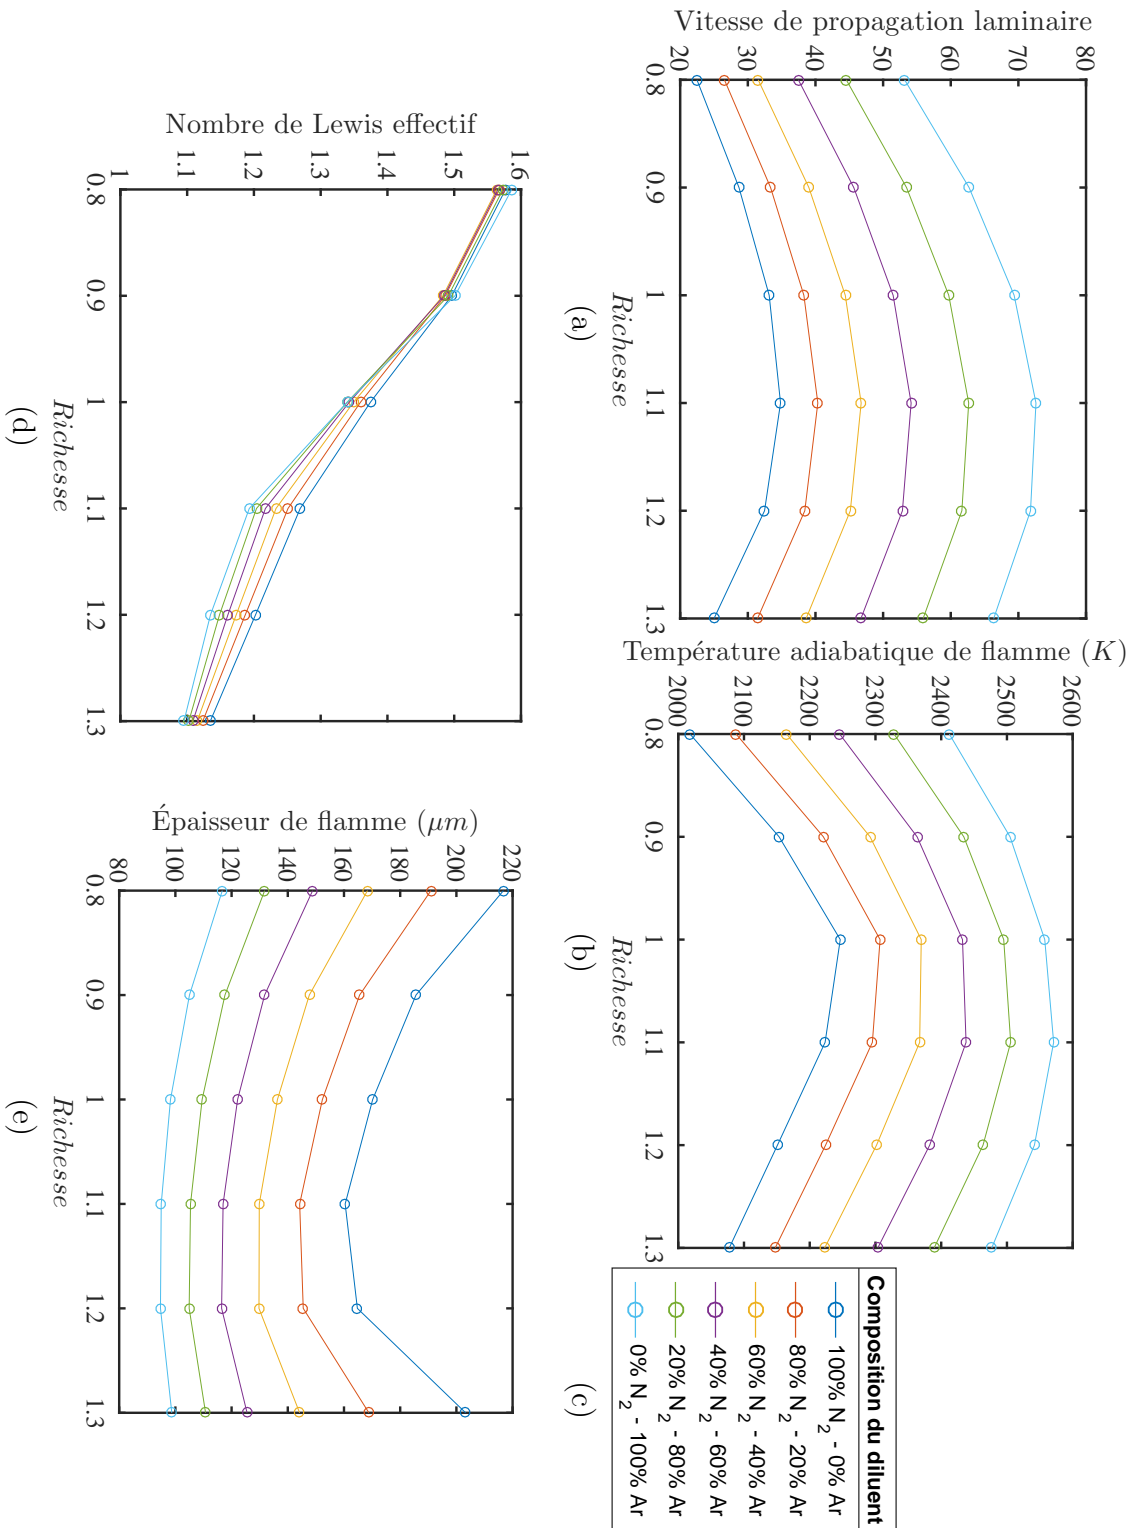 Vitesse de propagation laminaire
80
70
60
50
40
30
20
0.8 0.9 1 1.1 1.2 1.3
Richesse
(a)
Température adiabatique de flamme (K)
2600
2500
2400
2300
2200
2100
2000
0.8 0.9 1 1.1 1.2 1.3
Richesse
(b)
Composition du diluent
100% N2 - 0% Ar
80% N2 - 20% Ar
60% N2 - 40% Ar
40% N2 - 60% Ar
20% N2 - 80% Ar
0% N2 - 100% Ar
(c)
Nombre de Lewis effectif
1.6
1.5
1.4
1.3
1.2
1.1
1
0.8 0.9 1 1.1 1.2 1.3
Richesse
(d)
Épaisseur de flamme (μm)
220
200
180
160
140
120
100
80
0.8 0.9 1 1.1 1.2 1.3
Richesse
(e)